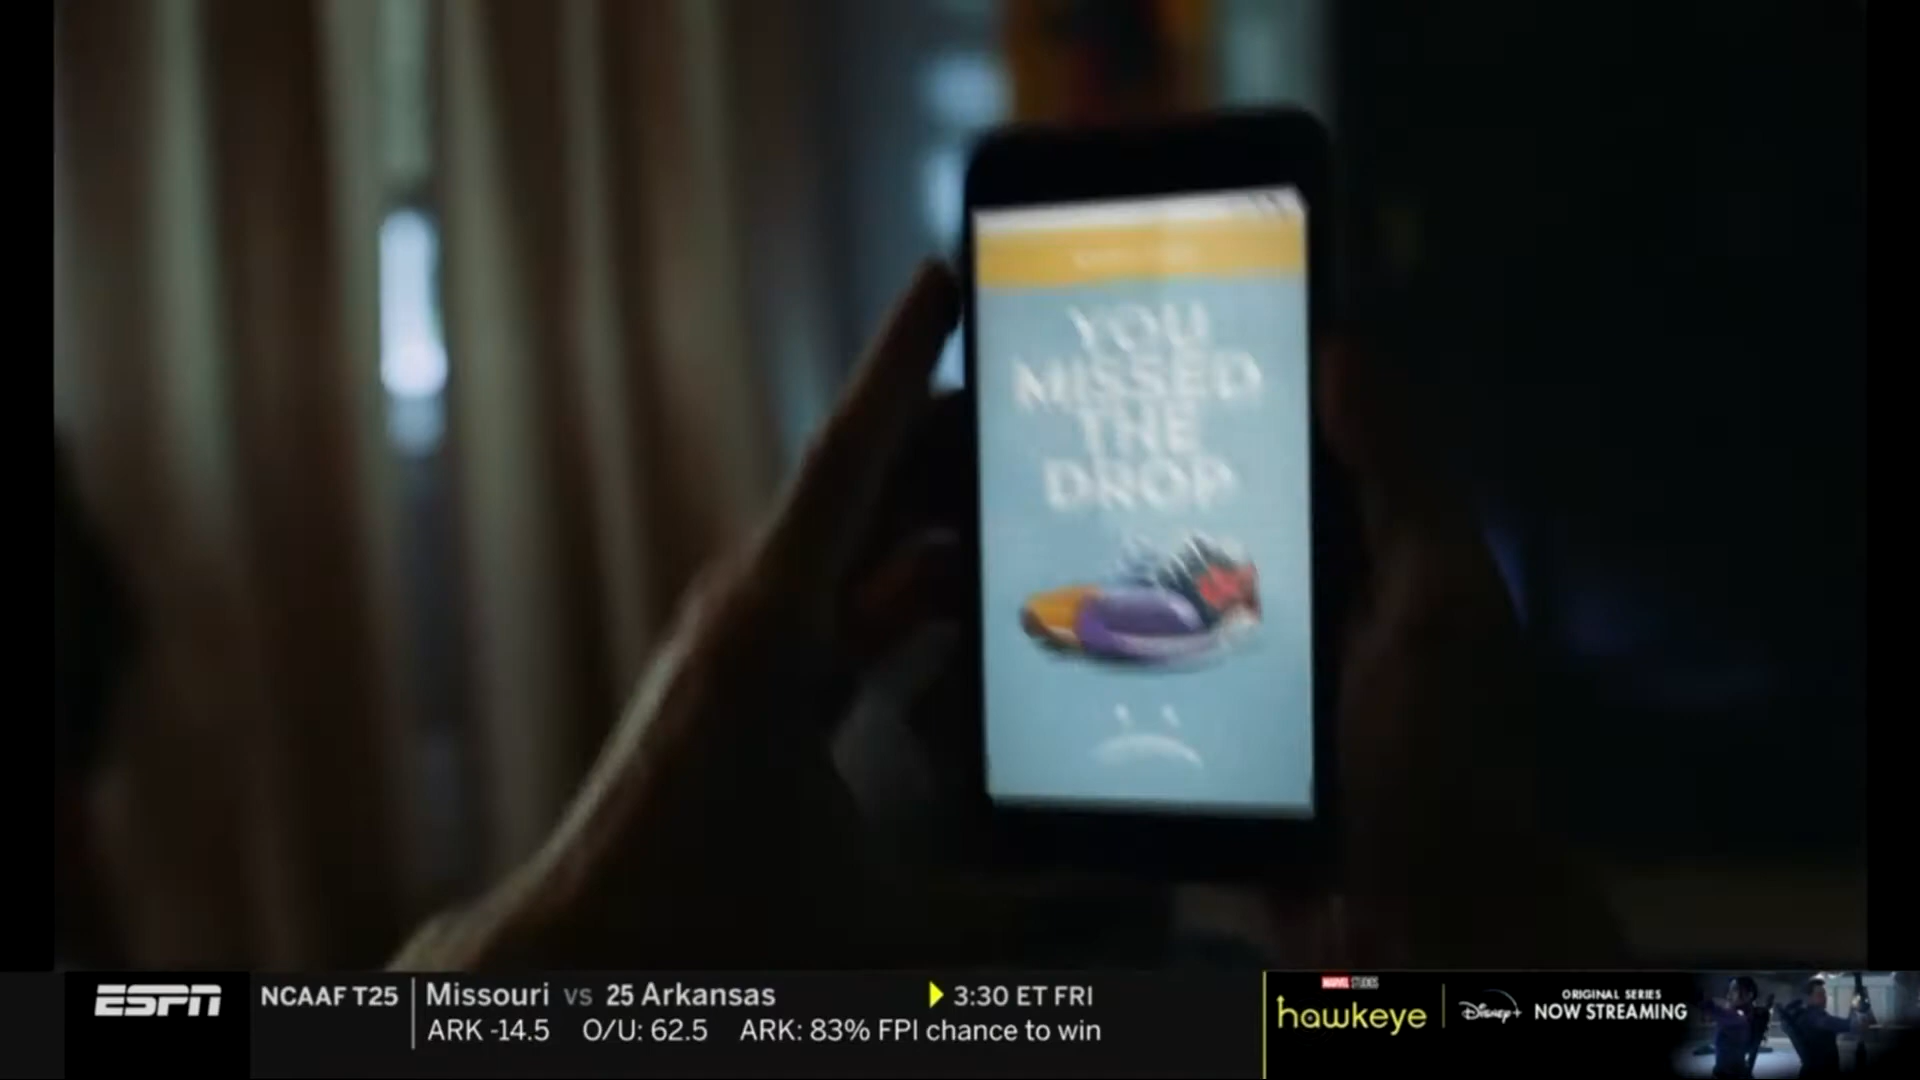 YOU
MISSED
THE
DROP
ESPN
NCAAF T25
Missouri vs 25 Arkansas
3:30 ET FRI
ARK -14.5 O/U: 62.5 ARK: 83% FPI chance to win
MARVEL STUDIOS
hawkeye
Disney+
ORIGINAL SERIES
NOW STREAMING